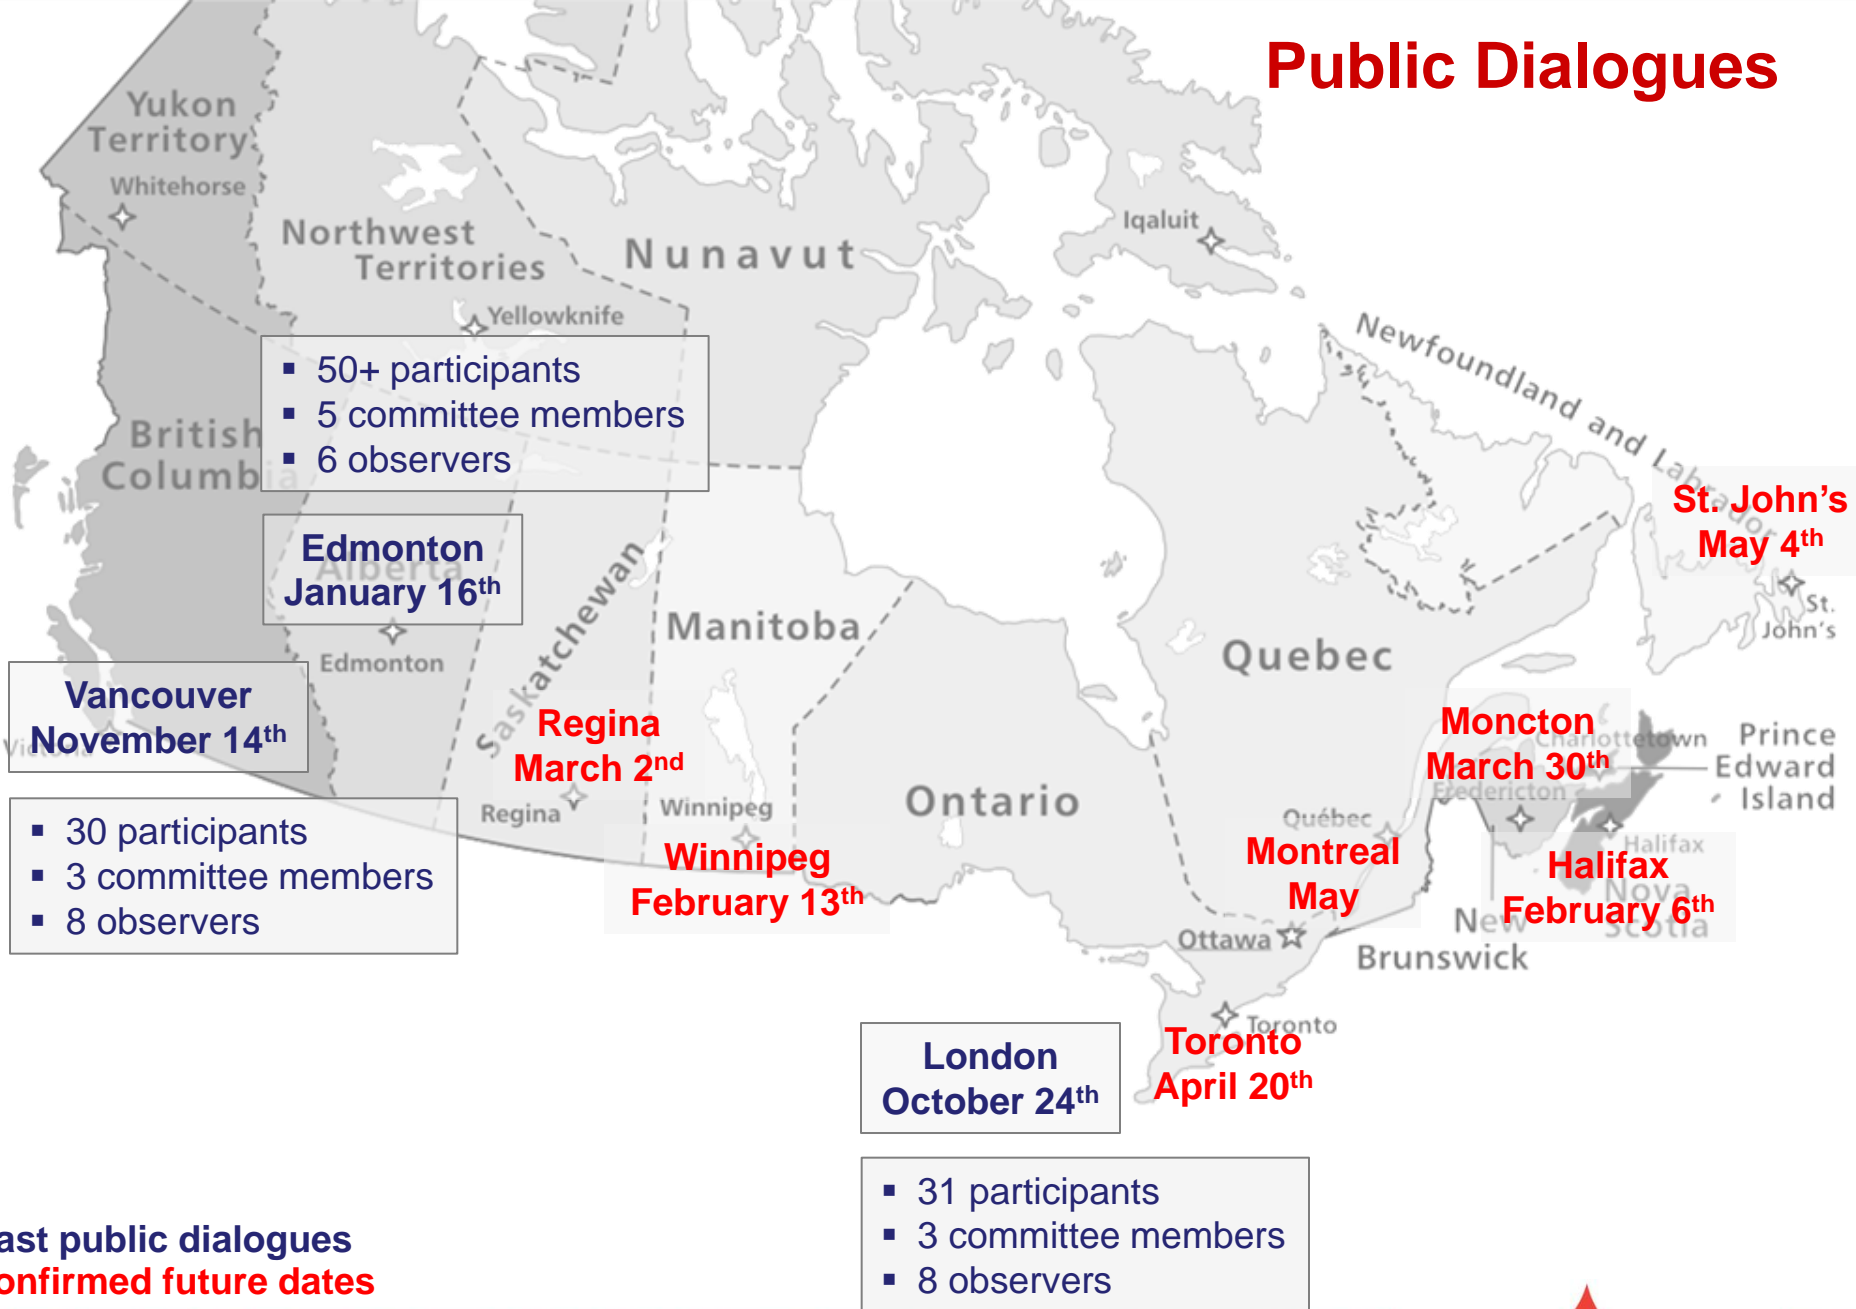 Public Dialogues
Yukon
Territory
Whitehorse
Northwest
Territories
Nunavut
Iqaluit
Yellowknife
Newfoundland and Labrador
▪ 50+ participants
▪ 5 committee members
▪ 6 observers
British
Columbia
St. John’s
May 4th
Edmonton
January 16th
Alberta
Edmonton
Saskatchewan
Manitoba
Quebec
St.
John's
Vancouver
November 14th
Victoria
Regina
March 2nd
Regina
Winnipeg
Winnipeg
February 13th
Ontario
Moncton
March 30th
Charlottetown
Fredericton
Prince
Edward
Island
Québec
Montreal
May
Halifax
Halifax
February 6th
Nova
Scotia
New
Brunswick
Ottawa
▪ 30 participants
▪ 3 committee members
▪ 8 observers
Toronto
Toronto
April 20th
London
October 24th
▪ 31 participants
▪ 3 committee members
▪ 8 observers
ast public dialogues
onfirmed future dates